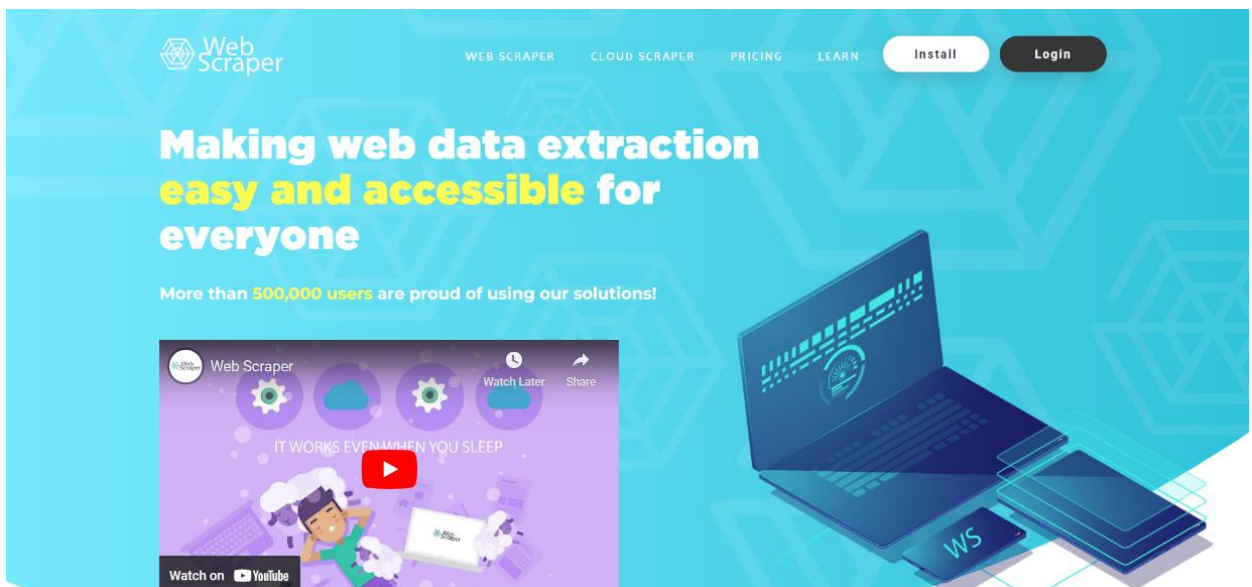 Web
Scraper
WEB SCRAPER CLOUD SCRAPER PRICING LEARN Install Login
Making web data extraction
easy and accessible for
everyone
More than 500,000 users are proud of using our solutions!
Web Scraper
Watch Later Share
IT WORKS EVEN WHEN YOU SLEEP
Web
Scraper
WS
Watch on YouTube